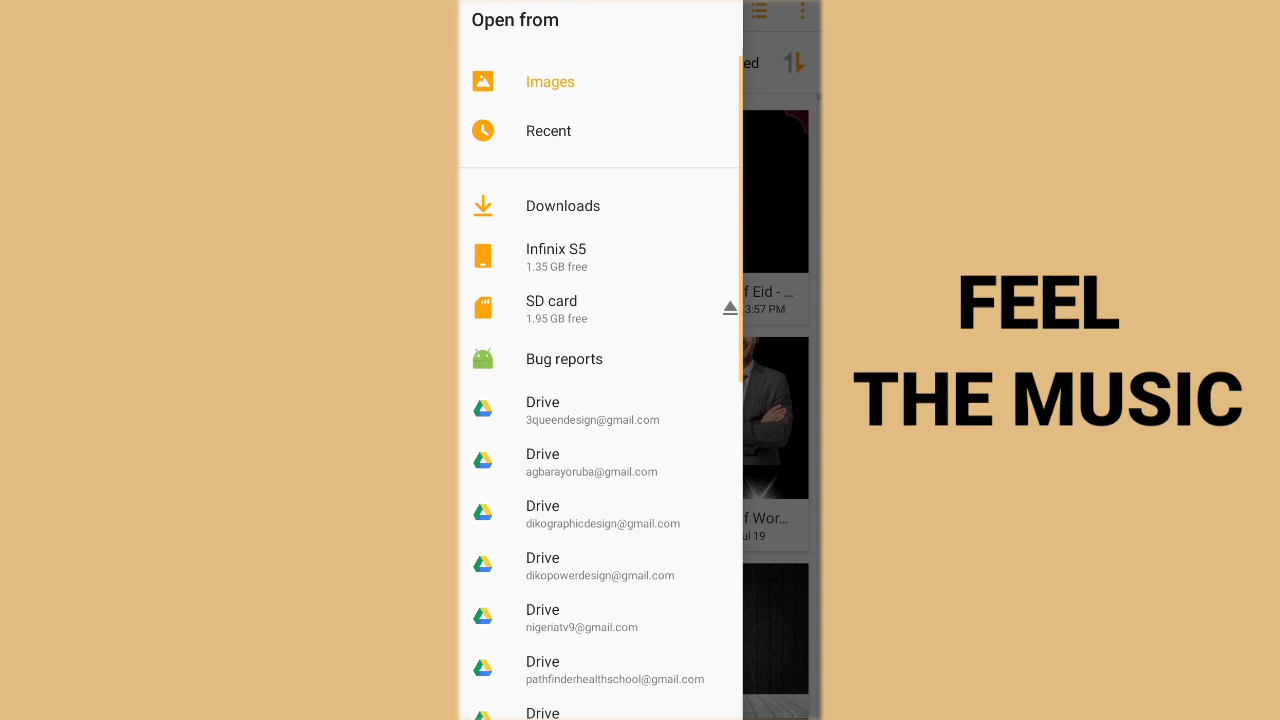 Open from
Images
Recent
Downloads
Infinix S5
1.35 GB free
SD card
1.95 GB free
Bug reports
Drive
3queendesign@gmail.com
Drive
agbarayoruba@gmail.com
Drive
dikographicdesign@gmail.com
Drive
dikopowerdesign@gmail.com
Drive
nigeriatv9@gmail.com
Drive
pathfinderhealthschool@gmail.com
Drive
ed
f Eid - ...
3:57 PM
f Wor...
ul 19
FEEL
THE MUSIC